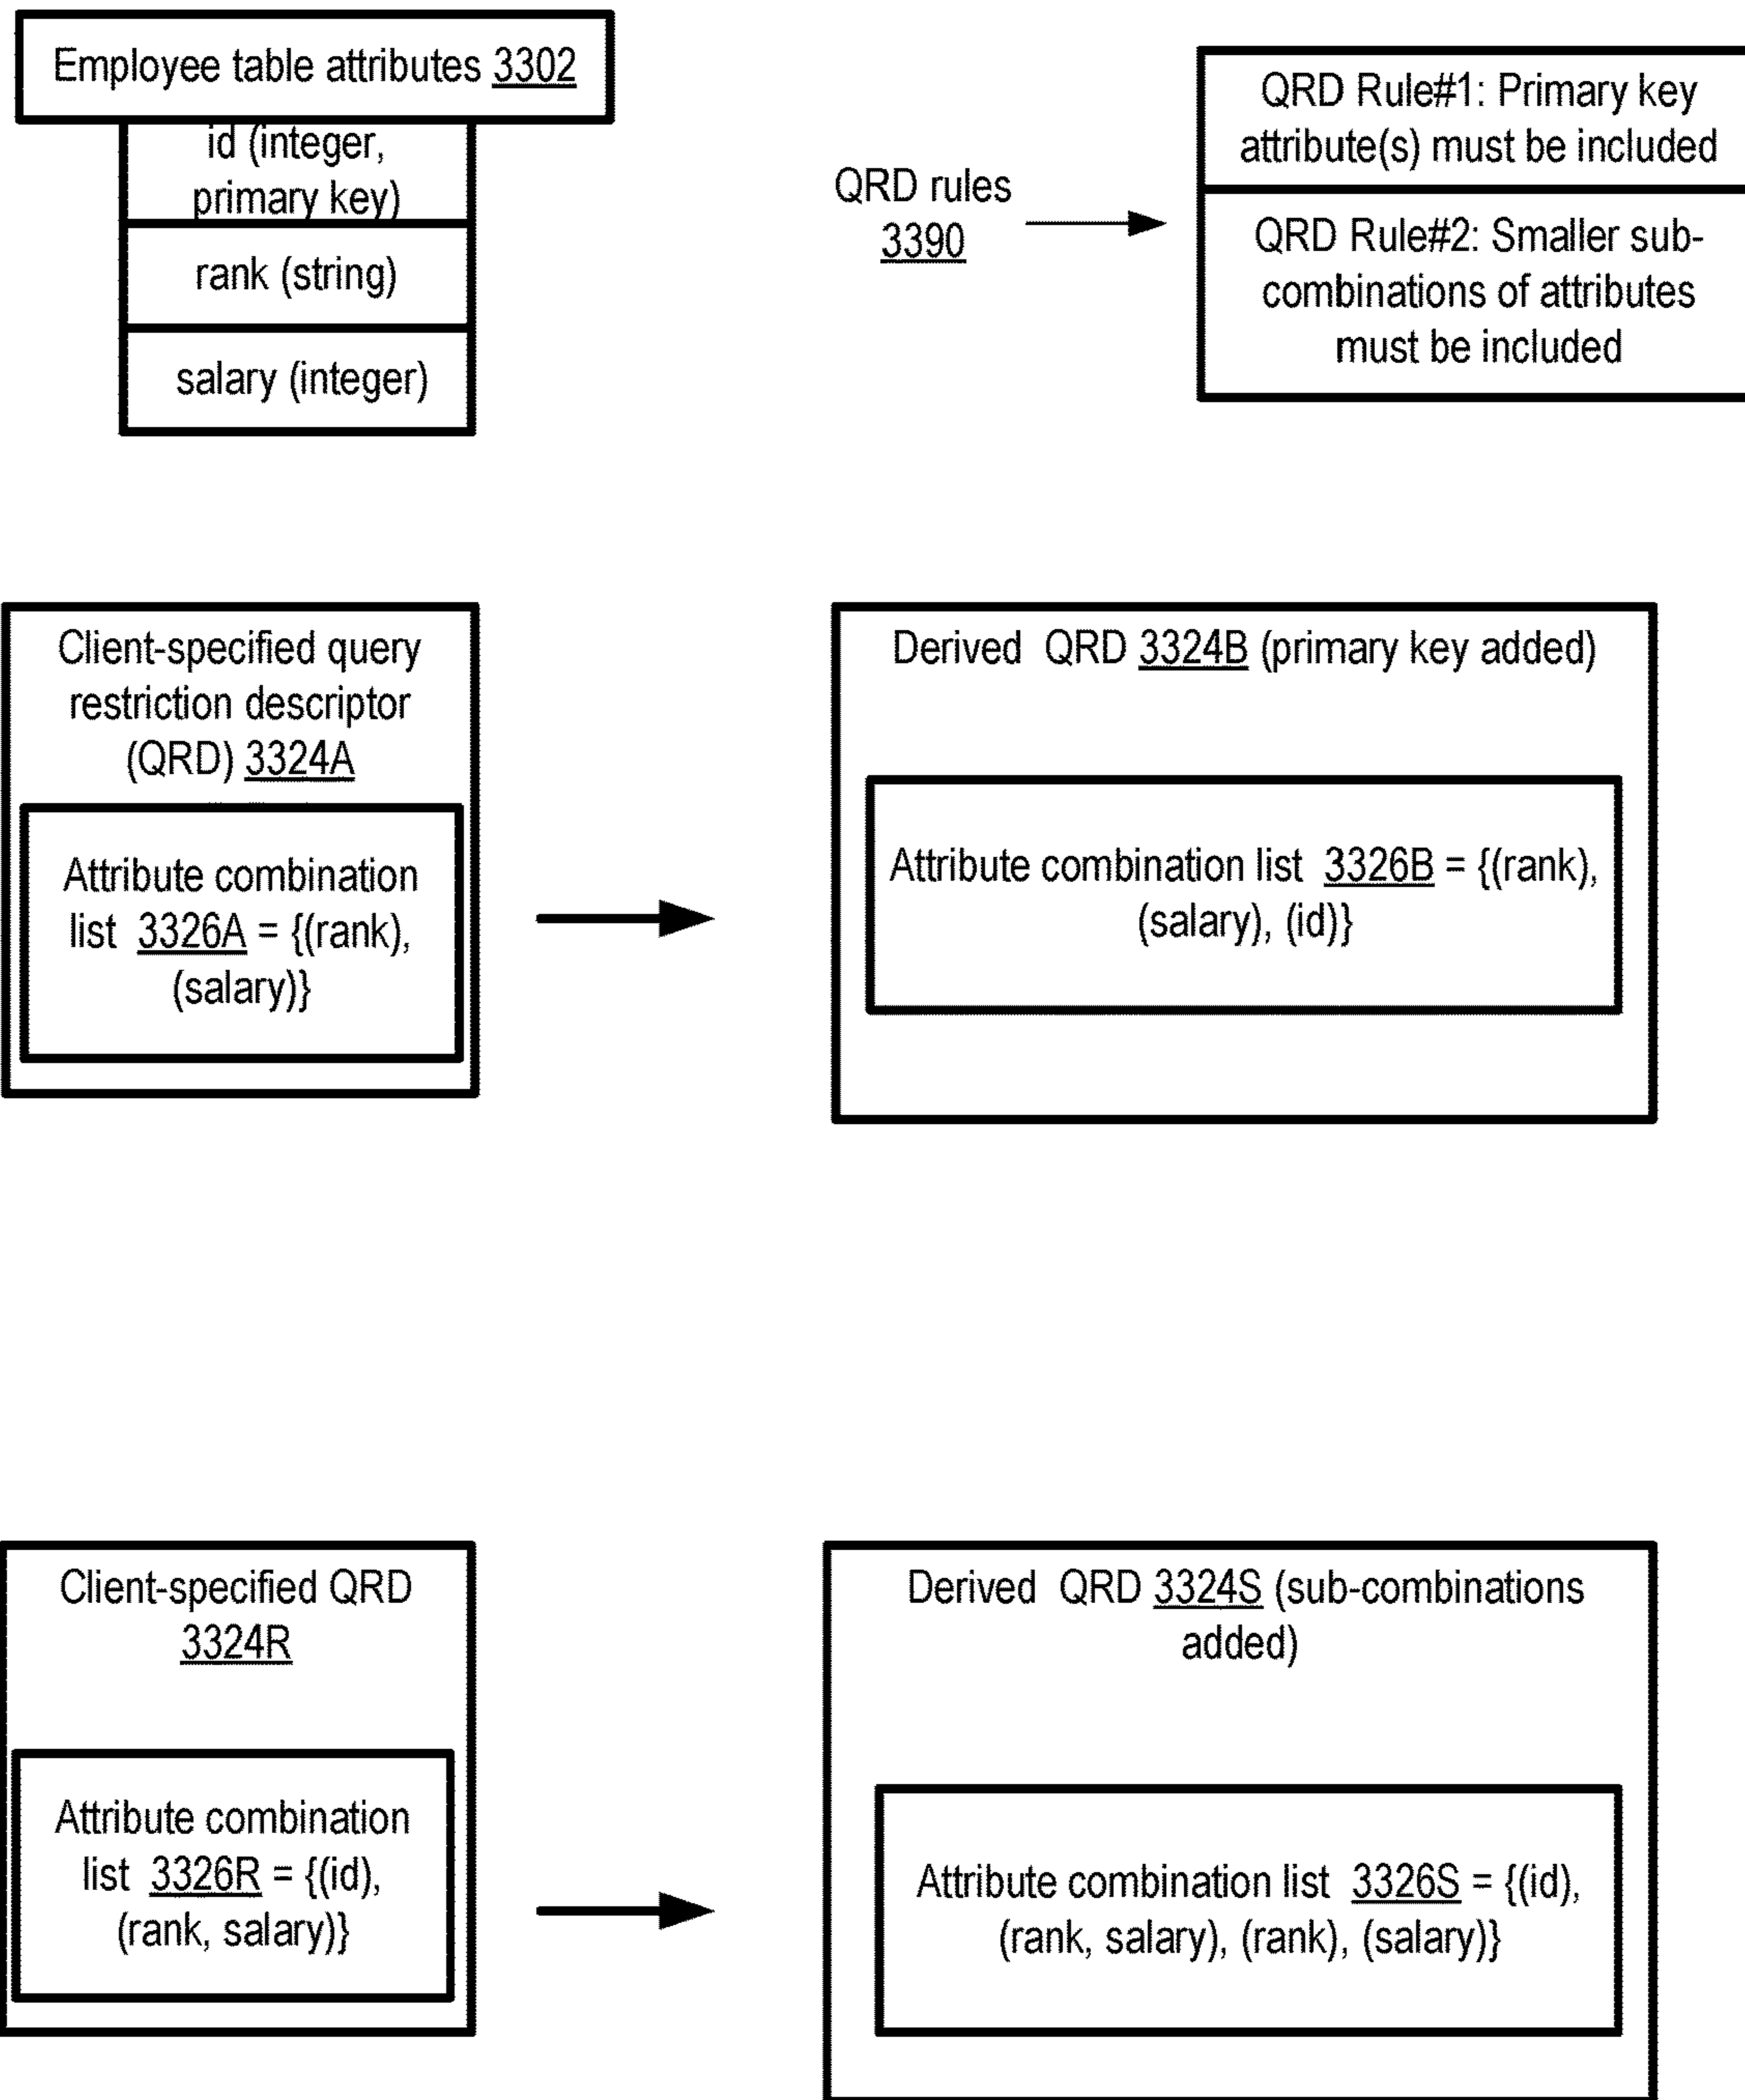 Employee table attributes 3302
id (integer,
primary key)
rank (string)
salary (integer)
QRD rules
3390
QRD Rule#1: Primary key
attribute(s) must be included
QRD Rule#2: Smaller sub-
combinations of attributes
must be included
Client-specified query
restriction descriptor
(QRD) 3324A
Attribute combination
list 3326A = {(rank),
(salary)}
Derived QRD 3324B (primary key added)
Attribute combination list 3326B = {(rank),
(salary), (id)}
Client-specified QRD
3324R
Attribute combination
list 3326R = {(id),
(rank, salary)}
Derived QRD 3324S (sub-combinations
added)
Attribute combination list 3326S = {(id),
(rank, salary), (rank), (salary)}